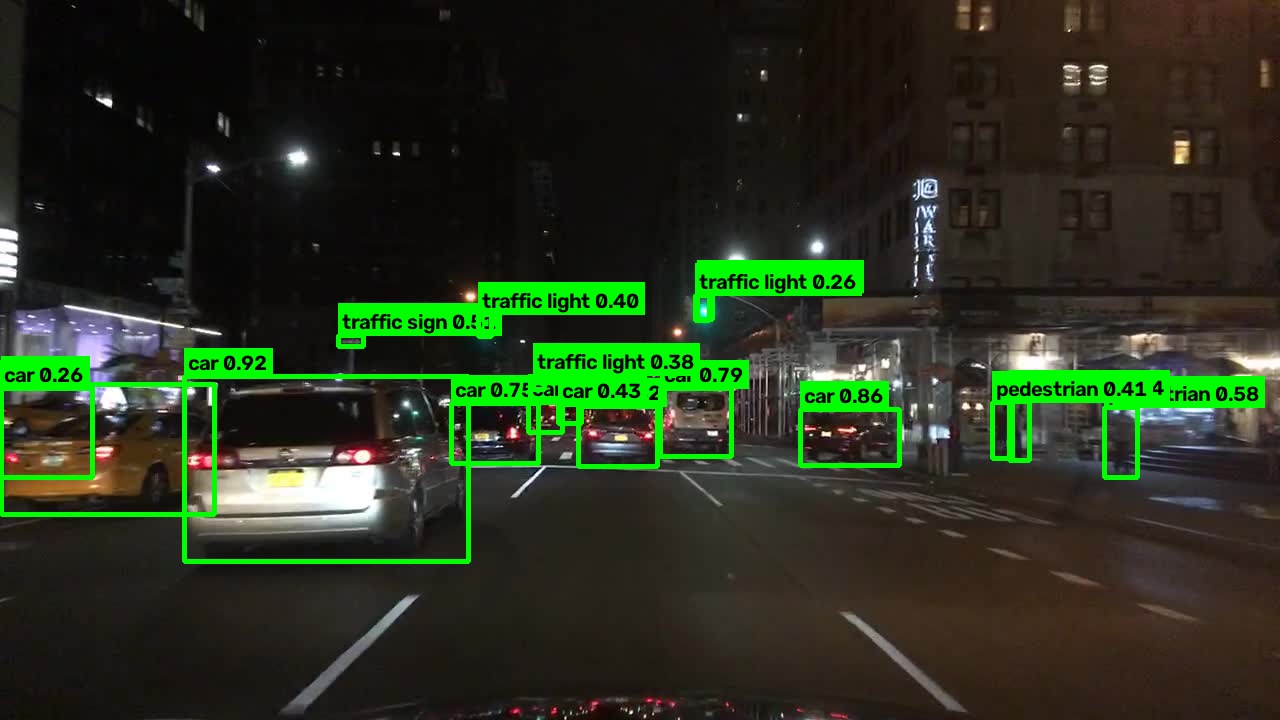 traffic light 0.26
traffic light 0.40
traffic sign 0.5
traffic light 0.38
car 0.92
car 0.26
car 0.75
car 0.43
2
car 0.79
car 0.86
pedestrian 0.41
4
trian 0.58
WAR